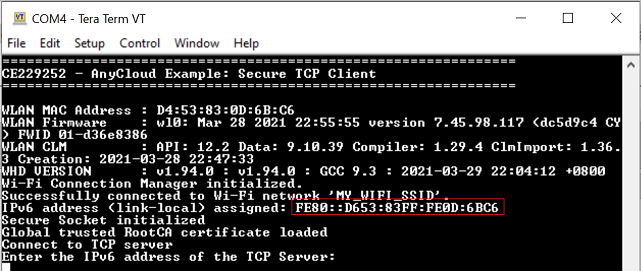 COM4 - Tera Term VT
File Edit Setup Control Window Help
===============================================================
CE229252 - AnyCloud Example: Secure TCP Client
===============================================================
WLAN MAC Address : D4:53:83:0D:6B:C6
WLAN Firmware : wl0: Mar 28 2021 22:55:55 version 7.45.98.117 (dc5d9c4 CY
) FWID 01-d36e8386
WLAN CLM : API: 12.2 Data: 9.10.39 Compiler: 1.29.4 ClmImport: 1.36.
3 Creation: 2021-03-28 22:47:33
WHD VERSION : v1.94.0 : v1.94.0 : GCC 9.3 : 2021-03-29 22:04:12 +0800
Wi-Fi Connection Manager initialized.
Successfully connected to Wi-Fi network 'MY_WIFI_SSID'.
IPv6 address (link-local) assigned: FE80::D653:83FF:FE0D:6BC6
Secure Socket initialized
Global trusted RootCA certificate loaded
Connect to TCP server
Enter the IPv6 address of the TCP Server: